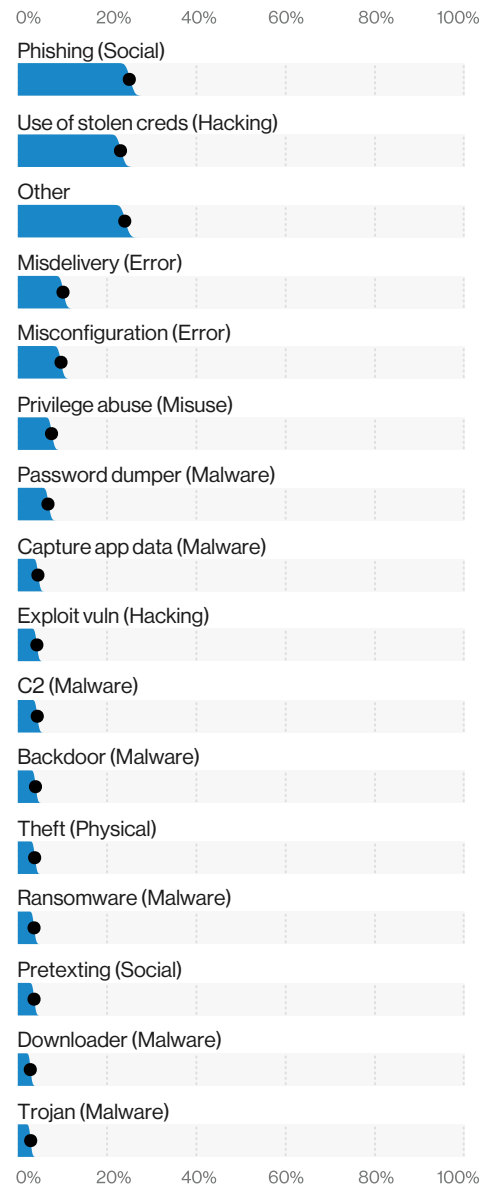 0% 20% 40% 60% 80% 100%
Phishing (Social)
Use of stolen creds (Hacking)
Other
Misdelivery (Error)
Misconfiguration (Error)
Privilege abuse (Misuse)
Password dumper (Malware)
Capture app data (Malware)
Exploit vuln (Hacking)
C2 (Malware)
Backdoor (Malware)
Theft (Physical)
Ransomware (Malware)
Pretexting (Social)
Downloader (Malware)
Trojan (Malware)
0% 20% 40% 60% 80% 100%